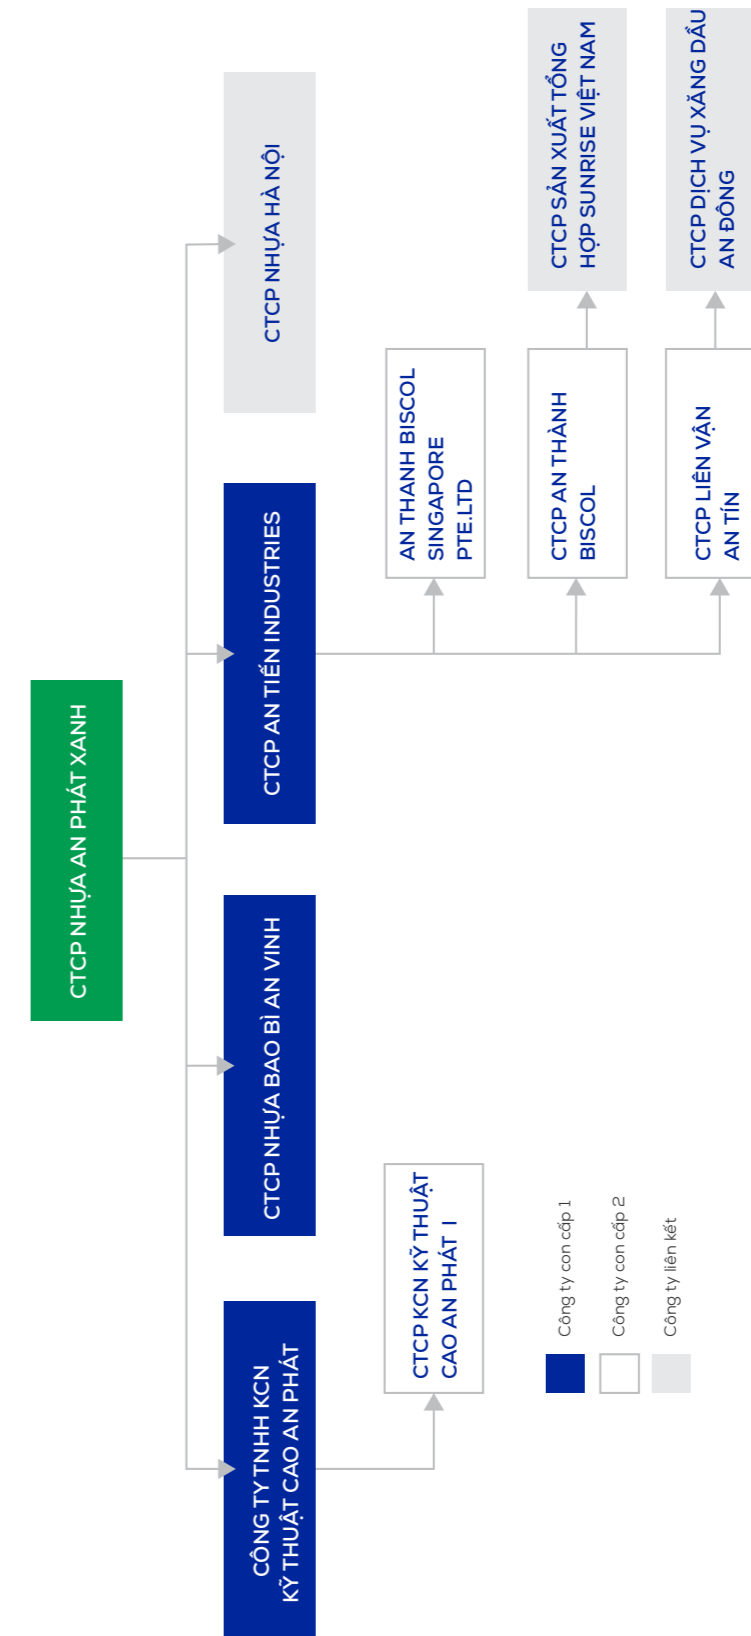 CTCP NHỰA AN PHÁT XANH
CÔNG TY TNHH KCN
KỸ THUẬT CAO AN PHÁT
CTCP NHỰA BAO BÌ AN VINH
CTCP AN TIẾN INDUSTRIES
CTCP NHỰA HÀ NỘI
CTCP KCN KỸ THUẬT
CAO AN PHÁT 1
AN THANH BISCOL
SINGAPORE
PTE.LTD
CTCP AN THÀNH
BISCOL
CTCP SẢN XUẤT TỔNG
HỢP SUNRISE VIỆT NAM
CTCP LIÊN VẬN
AN TÍN
CTCP DỊCH VỤ XĂNG DẦU
AN ĐÔNG
Công ty con cấp 1
Công ty con cấp 2
Công ty liên kết